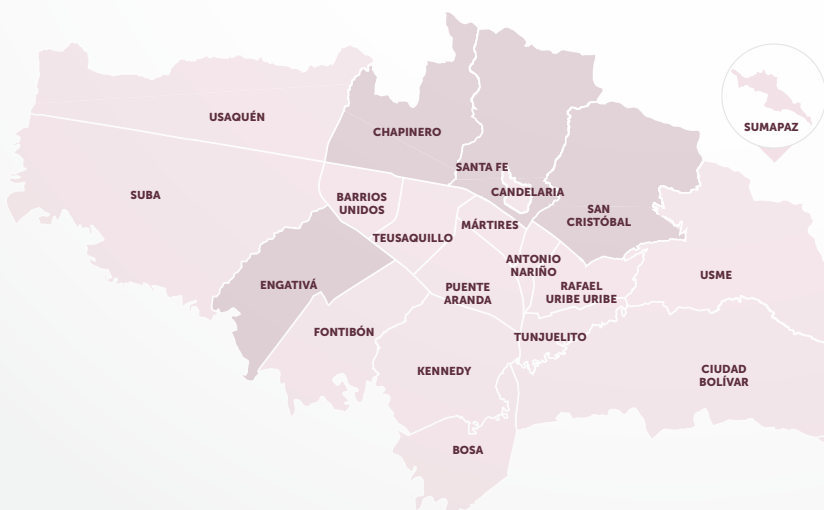 USAQUÉN
CHAPINERO
SUMAPAZ
SANTA FE
SUBA
CANDELARIA
BARRIOS
UNIDOS
SAN
CRISTÓBAL
MÁRTIRES
TEUSAQUILLO
ANTONIO
NARIÑO
USME
ENGATIVÁ
PUENTE
ARANDA
RAFAEL
URIBE URIBE
FONTIBÓN
TUNJUELITO
KENNEDY
CIUDAD
BOLÍVAR
BOSA